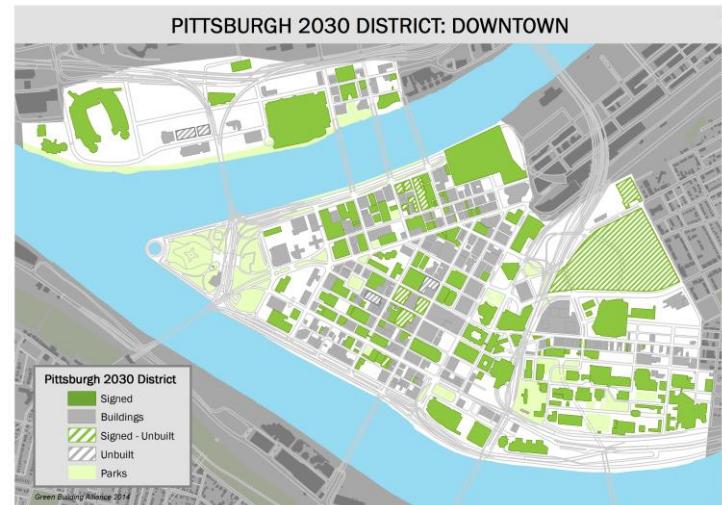 PITTSBURGH 2030 DISTRICT: DOWNTOWN
Pittsburgh 2030 District
Signed
Buildings
Signed - Unbuilt
Unbuilt
Parks
Green Building Alliance 2014